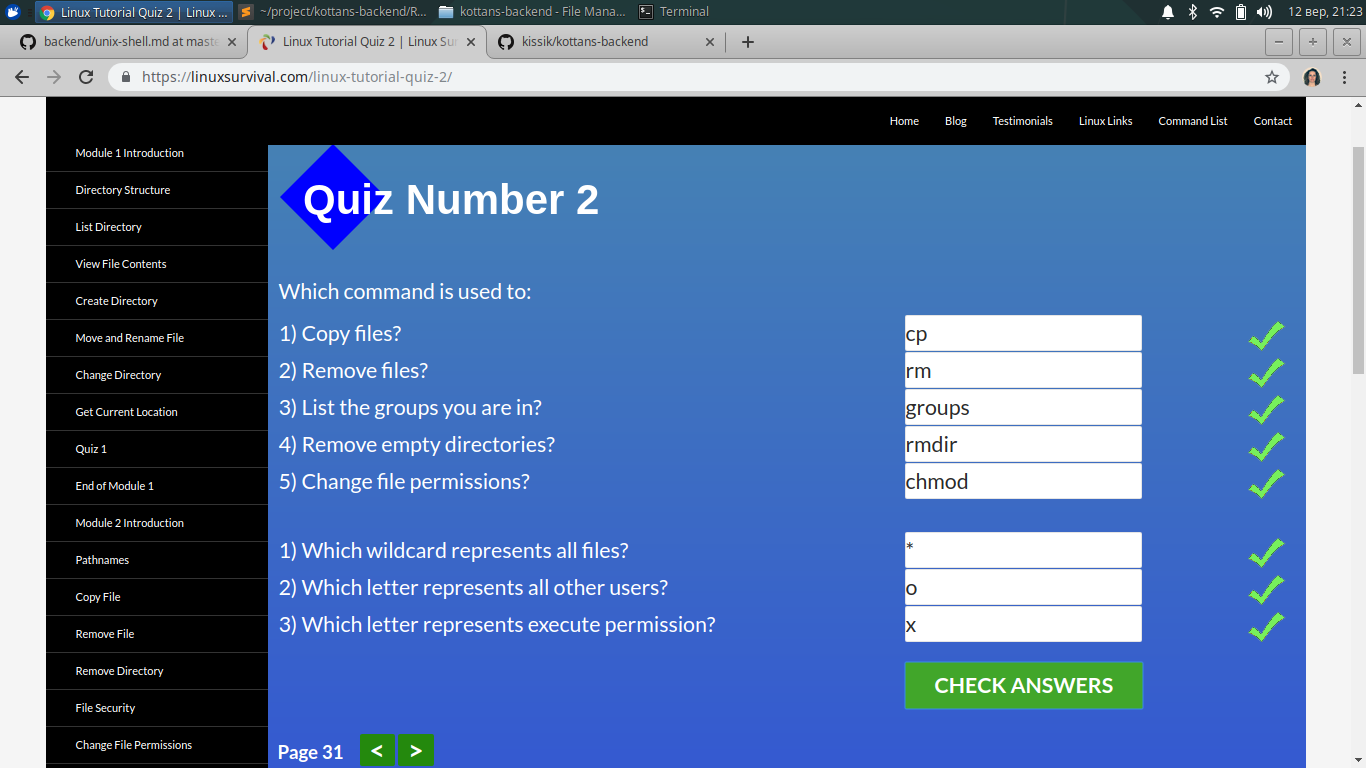 Linux Tutorial Quiz 2 | Linux ...
~/project/kottans-backend/R...
kottans-backend - File Mana...
Terminal
12 вер, 21:23
backend/unix-shell.md at maste
Linux Tutorial Quiz 2 | Linux Sur
kissik/kottans-backend
https://linuxsurvival.com/linux-tutorial-quiz-2/
Home
Blog
Testimonials
Linux Links
Command List
Contact
Module 1 Introduction
Directory Structure
List Directory
View File Contents
Create Directory
Move and Rename File
Change Directory
Get Current Location
Quiz 1
End of Module 1
Module 2 Introduction
Pathnames
Copy File
Remove File
Remove Directory
File Security
Change File Permissions
Quiz Number 2
Which command is used to:
1) Copy files? cp
2) Remove files? rm
3) List the groups you are in? groups
4) Remove empty directories? rmdir
5) Change file permissions? chmod
1) Which wildcard represents all files? *
2) Which letter represents all other users? o
3) Which letter represents execute permission? x
CHECK ANSWERS
Page 31 < >